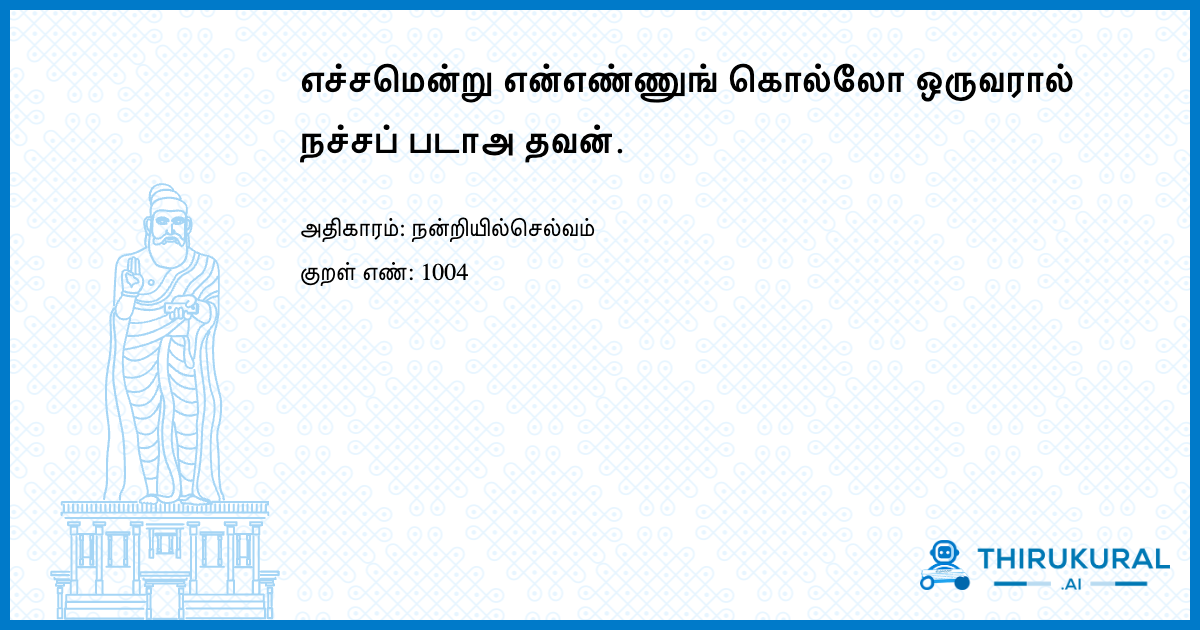 எச்சமென்று என்எண்ணுங் கொல்லோ ஒருவரால்
நச்சப் படாஅ தவன்.
அதிகாரம்: நன்றியில்செல்வம்
குறள் எண்: 1004
THIRUKURAL
.AI